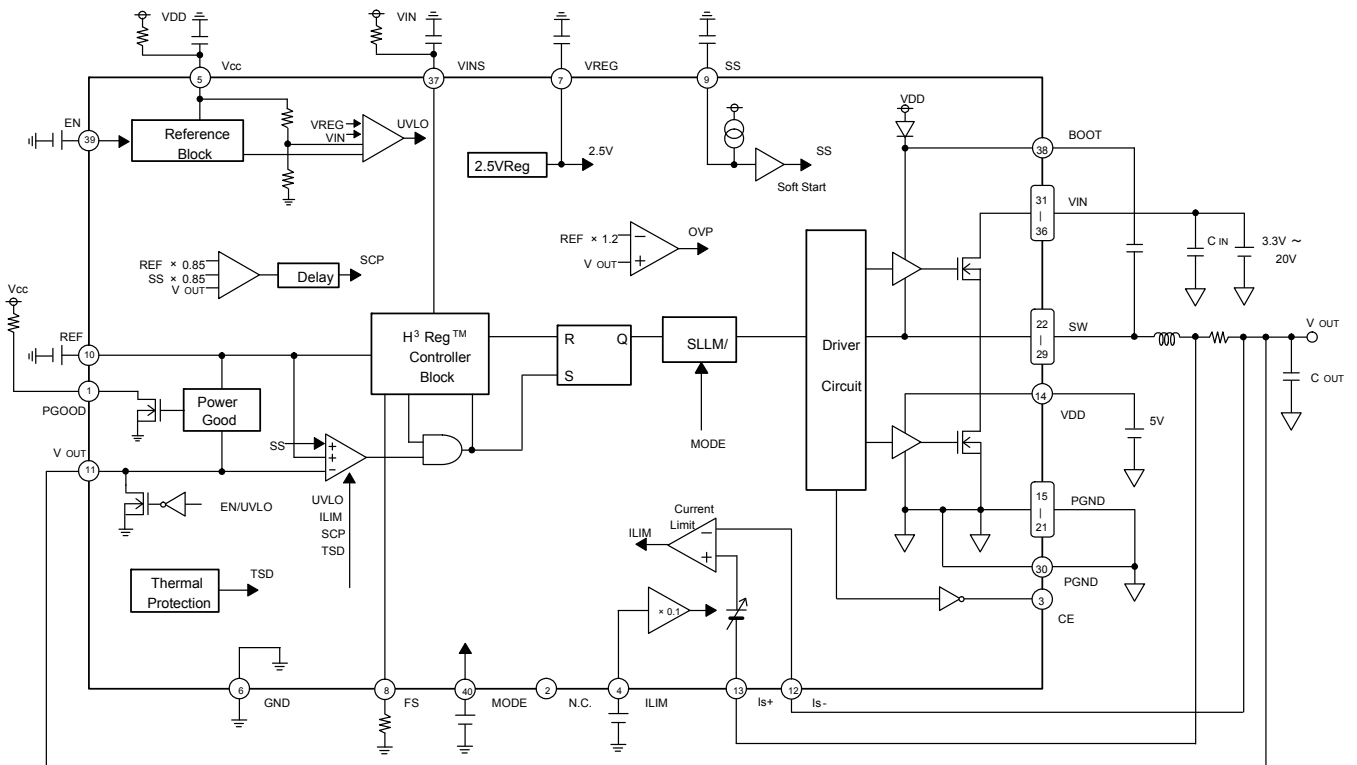 VDD
VIN
Vcc
VINS
VREG
SS
5
37
7
9
EN
39
Reference
Block
VREG
VIN
UVLO
2.5VReg
2.5V
SS
Soft Start
VDD
BOOT
38
31
|
36
VIN
C IN
3.3V ~
20V
REF × 1.2
V OUT
−
+
OVP
REF × 0.85
SS × 0.85
V OUT
Delay
SCP
Vcc
REF
10
H³ Reg™
Controller
Block
R
Q
S
SLLM/
MODE
Driver
Circuit
22
|
29
SW
V OUT
C OUT
1
PGOOD
Power
Good
14
VDD
5V
SS
+
+
−
V OUT
11
EN/UVLO
UVLO
ILIM
SCP
TSD
15
|
21
PGND
Current
Limit
ILIM
−
+
30
PGND
Thermal
Protection
TSD
× 0.1
3
CE
6
GND
8
FS
40
MODE
2
N.C.
4
ILIM
13
Is+
12
Is-